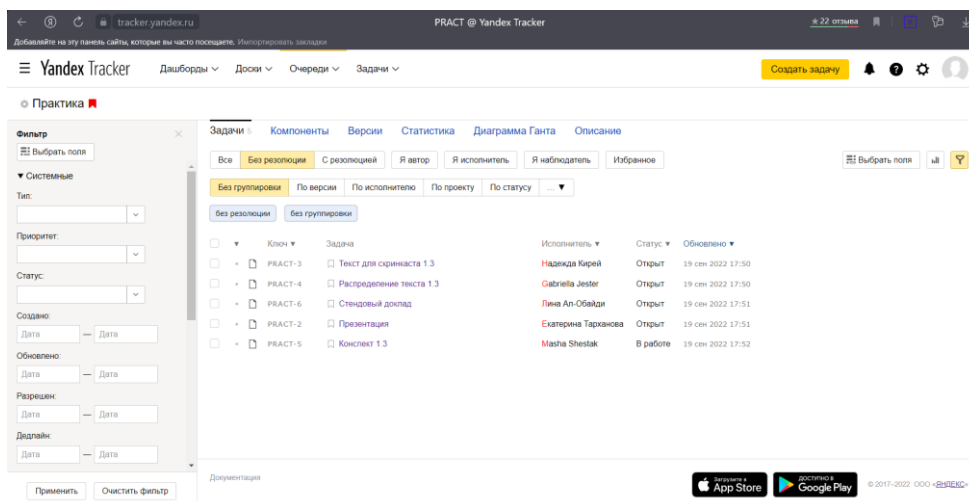 tracker.yandex.ru PRACT @ Yandex Tracker ★ 22 отзыва
Добавляйте на эту панель сайты, которые вы часто посещаете. Импортировать закладки
Yandex Tracker Дашборды Доски Очереди Задачи Создать задачу
Практика
Фильтр
Выбрать поля
Системные
Тип:
Приоритет:
Статус:
Создано:
Дата — Дата
Обновлено:
Дата — Дата
Разрешен:
Дата — Дата
Дедлайн:
Дата — Дата
Применить Очистить фильтр
Задачи 5 Компоненты Версии Статистика Диаграмма Ганта Описание
Все Без резолюции С резолюцией Я автор Я исполнитель Я наблюдатель Избранное Выбрать поля
Без группировки По версии По исполнителю По проекту По статусу ...
без резолюции без группировки
Ключ Задача Исполнитель Статус Обновлено
PRACT-3 Текст для скринкаста 1.3 Надежда Кирей Открыт 19 сен 2022 17:50
PRACT-4 Распределение текста 1.3 Gabriella Jester Открыт 19 сен 2022 17:50
PRACT-6 Стендовый доклад Лина Ал-Обайди Открыт 19 сен 2022 17:51
PRACT-2 Презентация Екатерина Тарханова Открыт 19 сен 2022 17:51
PRACT-5 Конспект 1.3 Masha Shestak В работе 19 сен 2022 17:52
Документация
Загрузите в App Store
ДОСТУПНО В Google Play
© 2017–2022 ООО «ЯНДЕКС»